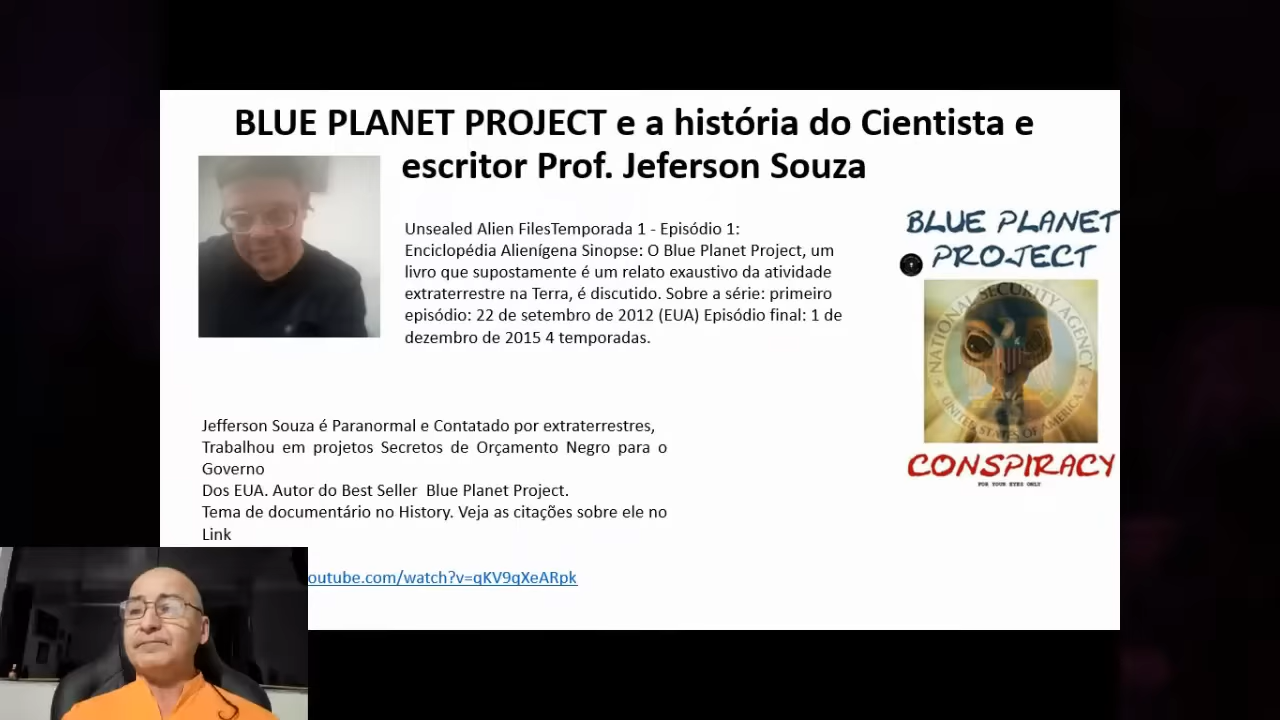 BLUE PLANET PROJECT e a história do Cientista e
escritor Prof. Jeferson Souza
Unsealed Alien FilesTemporada 1 - Episódio 1:
Enciclopédia Alienígena Sinopse: O Blue Planet Project, um
livro que supostamente é um relato exaustivo da atividade
extraterrestre na Terra, é discutido. Sobre a série: primeiro
episódio: 22 de setembro de 2012 (EUA) Episódio final: 1 de
dezembro de 2015 4 temporadas.
BLUE PLANET
PROJECT
NATIONAL SECURITY AGENCY
UNITED STATES OF AMERICA
CONSPIRACY
FOR YOUR EYES ONLY
Jefferson Souza é Paranormal e Contatado por extraterrestres,
Trabalhou em projetos Secretos de Orçamento Negro para o
Governo
Dos EUA. Autor do Best Seller Blue Planet Project.
Tema de documentário no History. Veja as citações sobre ele no
Link
outube.com/watch?v=qKV9qXeARpk